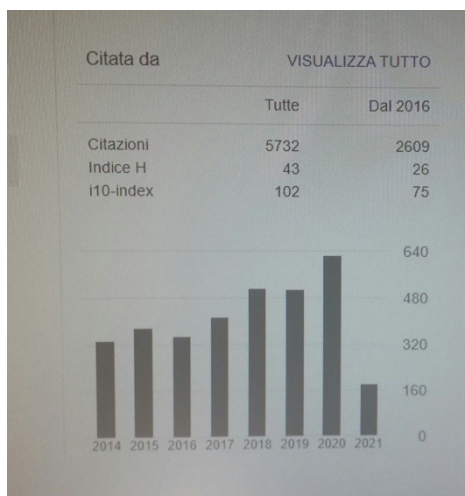 Citata da VISUALIZZA TUTTO
Tutte Dal 2016
Citazioni 5732 2609
Indice H 43 26
i10-index 102 75
640
480
320
160
0
2014 2015 2016 2017 2018 2019 2020 2021